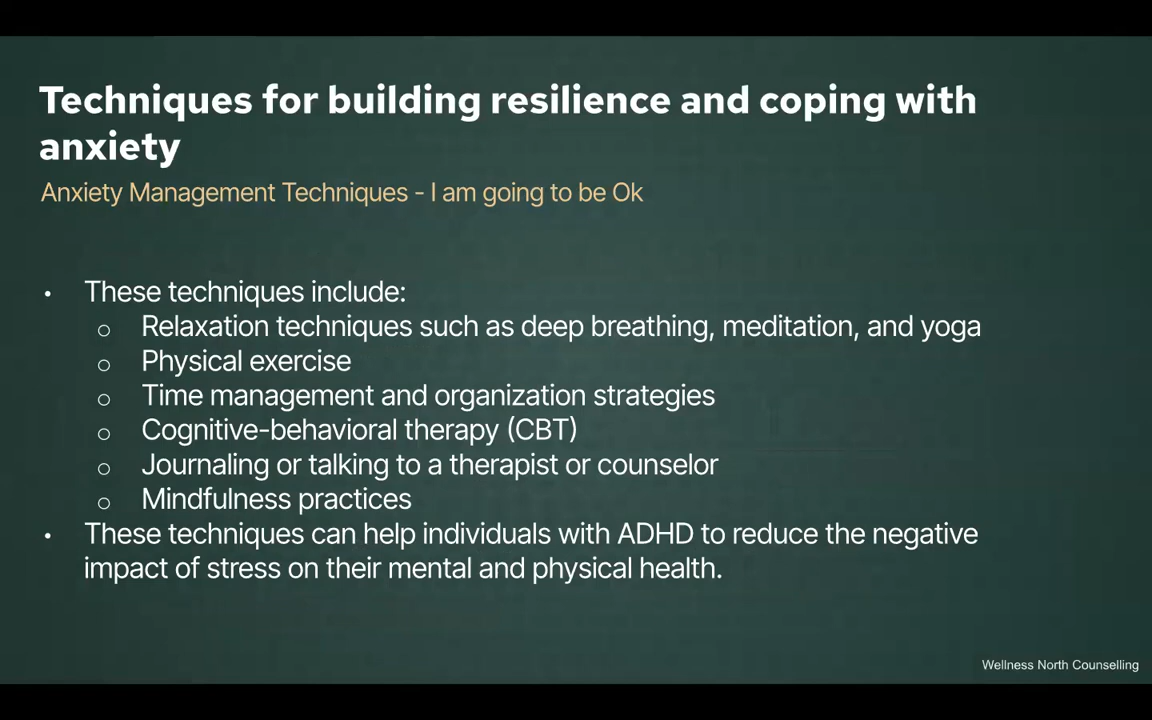 Techniques for building resilience and coping with
anxiety
Anxiety Management Techniques - I am going to be Ok
• These techniques include:
o Relaxation techniques such as deep breathing, meditation, and yoga
o Physical exercise
o Time management and organization strategies
o Cognitive-behavioral therapy (CBT)
o Journaling or talking to a therapist or counselor
o Mindfulness practices
• These techniques can help individuals with ADHD to reduce the negative
impact of stress on their mental and physical health.
Wellness North Counselling